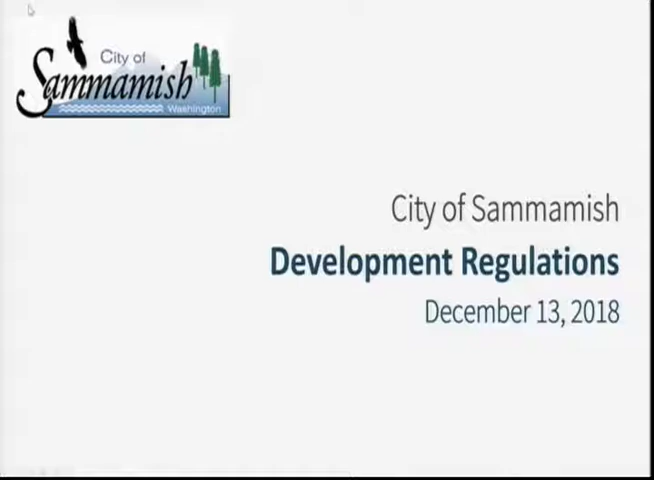 City of
Sammamish
Washington
City of Sammamish
Development Regulations
December 13, 2018